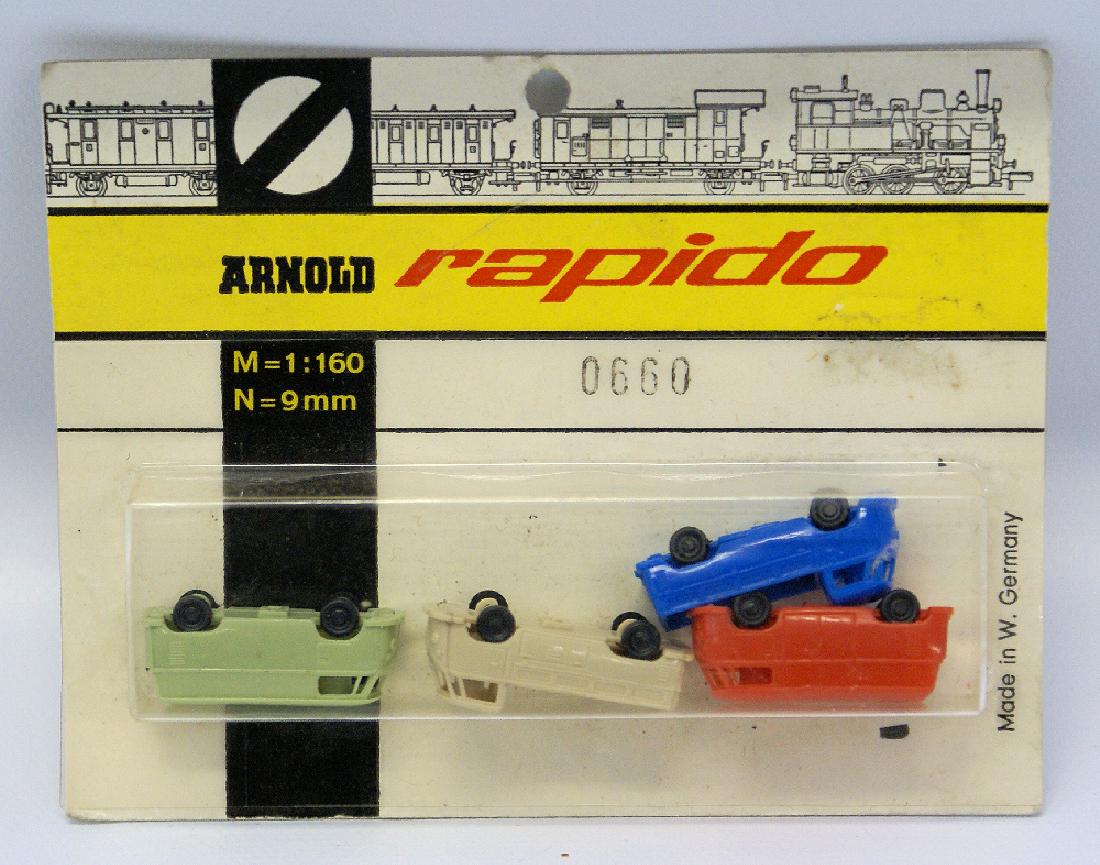 ARNOLD rapido
M=1:160
N=9mm
0660
Made in W. Germany